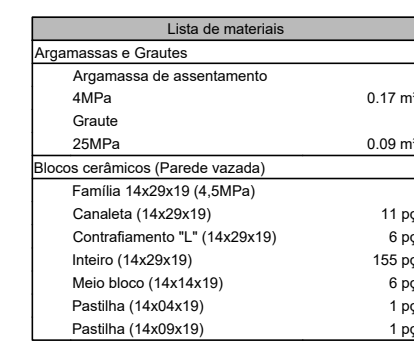 Lista de materiais
Argamassas e Grautes
Argamassa de assentamento
4MPa 0.17 m³
Graute
25MPa 0.09 m³
Blocos cerâmicos (Parede vazada)
Família 14x29x19 (4,5MPa)
Canaleta (14x29x19) 11 pç
Contrafiamento "L" (14x29x19) 6 pç
Inteiro (14x29x19) 155 pç
Meio bloco (14x14x19) 6 pç
Pastilha (14x04x19) 1 pç
Pastilha (14x09x19) 1 pç